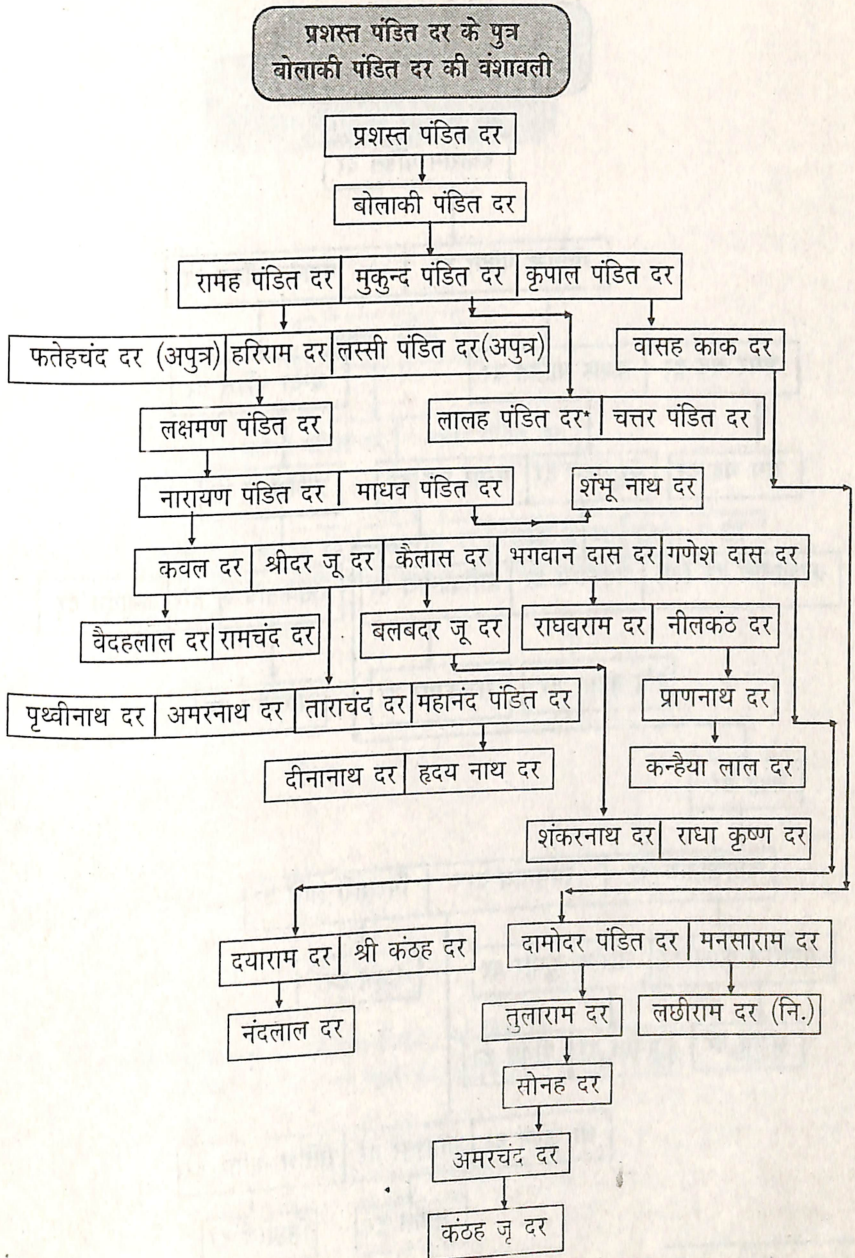 प्रशस्त पंडित दर के पुत्र
बोलाकी पंडित दर की वंशावली
प्रशस्त पंडित दर
बोलाकी पंडित दर
रामह पंडित दर मुकुन्द पंडित दर कृपाल पंडित दर
फतेहचंद दर (अपुत्र) हरिराम दर लस्सी पंडित दर(अपुत्र) वासह काक दर
लक्षमण पंडित दर लालह पंडित दर* चत्तर पंडित दर
नारायण पंडित दर माधव पंडित दर शंभू नाथ दर
कवल दर श्रीदर जू दर कैलास दर भगवान दास दर गणेश दास दर
वैदहलाल दर रामचंद दर बलबदर जू दर राघवराम दर नीलकंठ दर
पृथ्वीनाथ दर अमरनाथ दर ताराचंद दर महानंद पंडित दर प्राणनाथ दर
दीनानाथ दर हृदय नाथ दर कन्हैया लाल दर
शंकरनाथ दर राधा कृष्ण दर
दयाराम दर श्री कंठह दर दामोदर पंडित दर मनसाराम दर
नंदलाल दर तुलाराम दर लछीराम दर (नि.)
सोनह दर
अमरचंद दर
कंठह जू दर